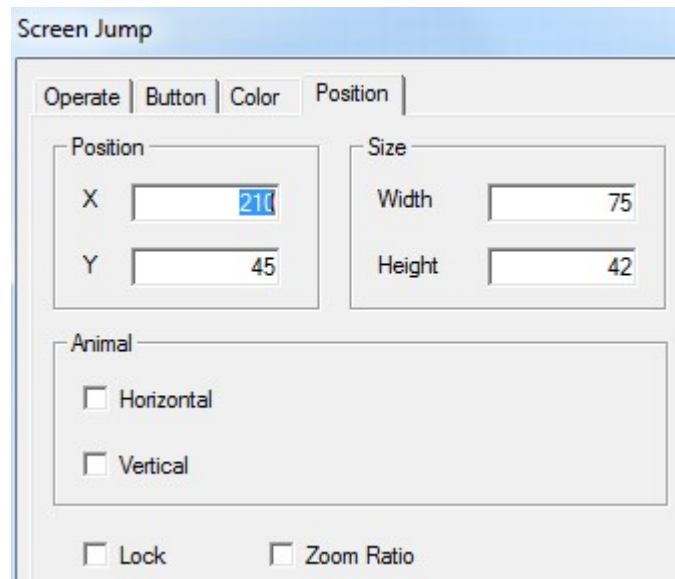 Screen Jump
Operate Button Color Position
Position Size
X 210 Width 75
Y 45 Height 42
Animal
Horizontal
Vertical
Lock Zoom Ratio